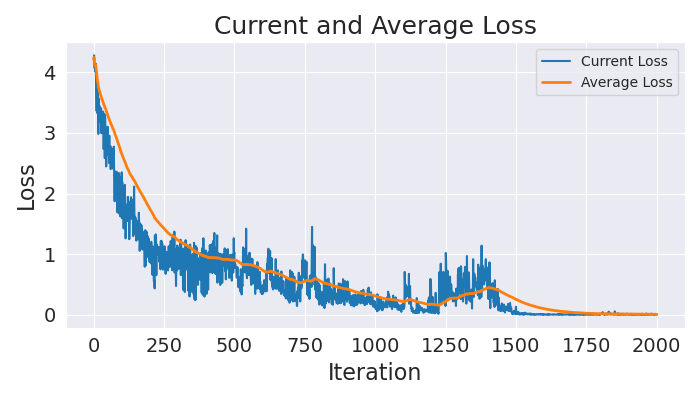 Current and Average Loss
Current Loss
Average Loss
Loss
4
3
2
1
0
0 250 500 750 1000 1250 1500 1750 2000
Iteration